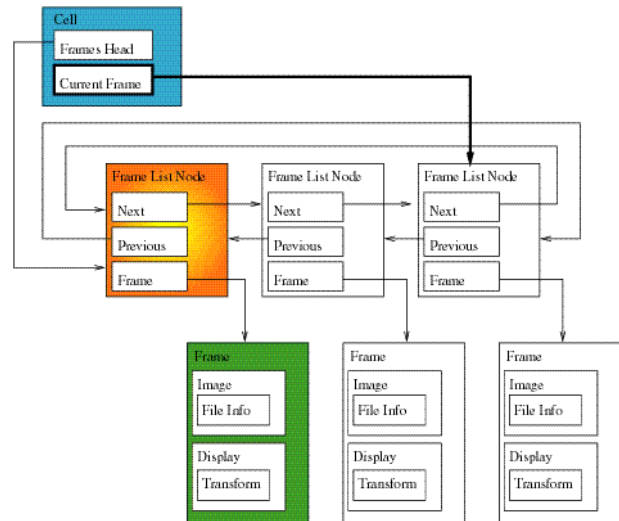 Cell
Frames Head
Current Frame
Frame List Node
Frame List Node
Frame List Node
Next
Next
Next
Previous
Previous
Previous
Frame
Frame
Frame
Frame
Frame
Frame
Image
Image
Image
File Info
File Info
File Info
Display
Display
Display
Transform
Transform
Transform